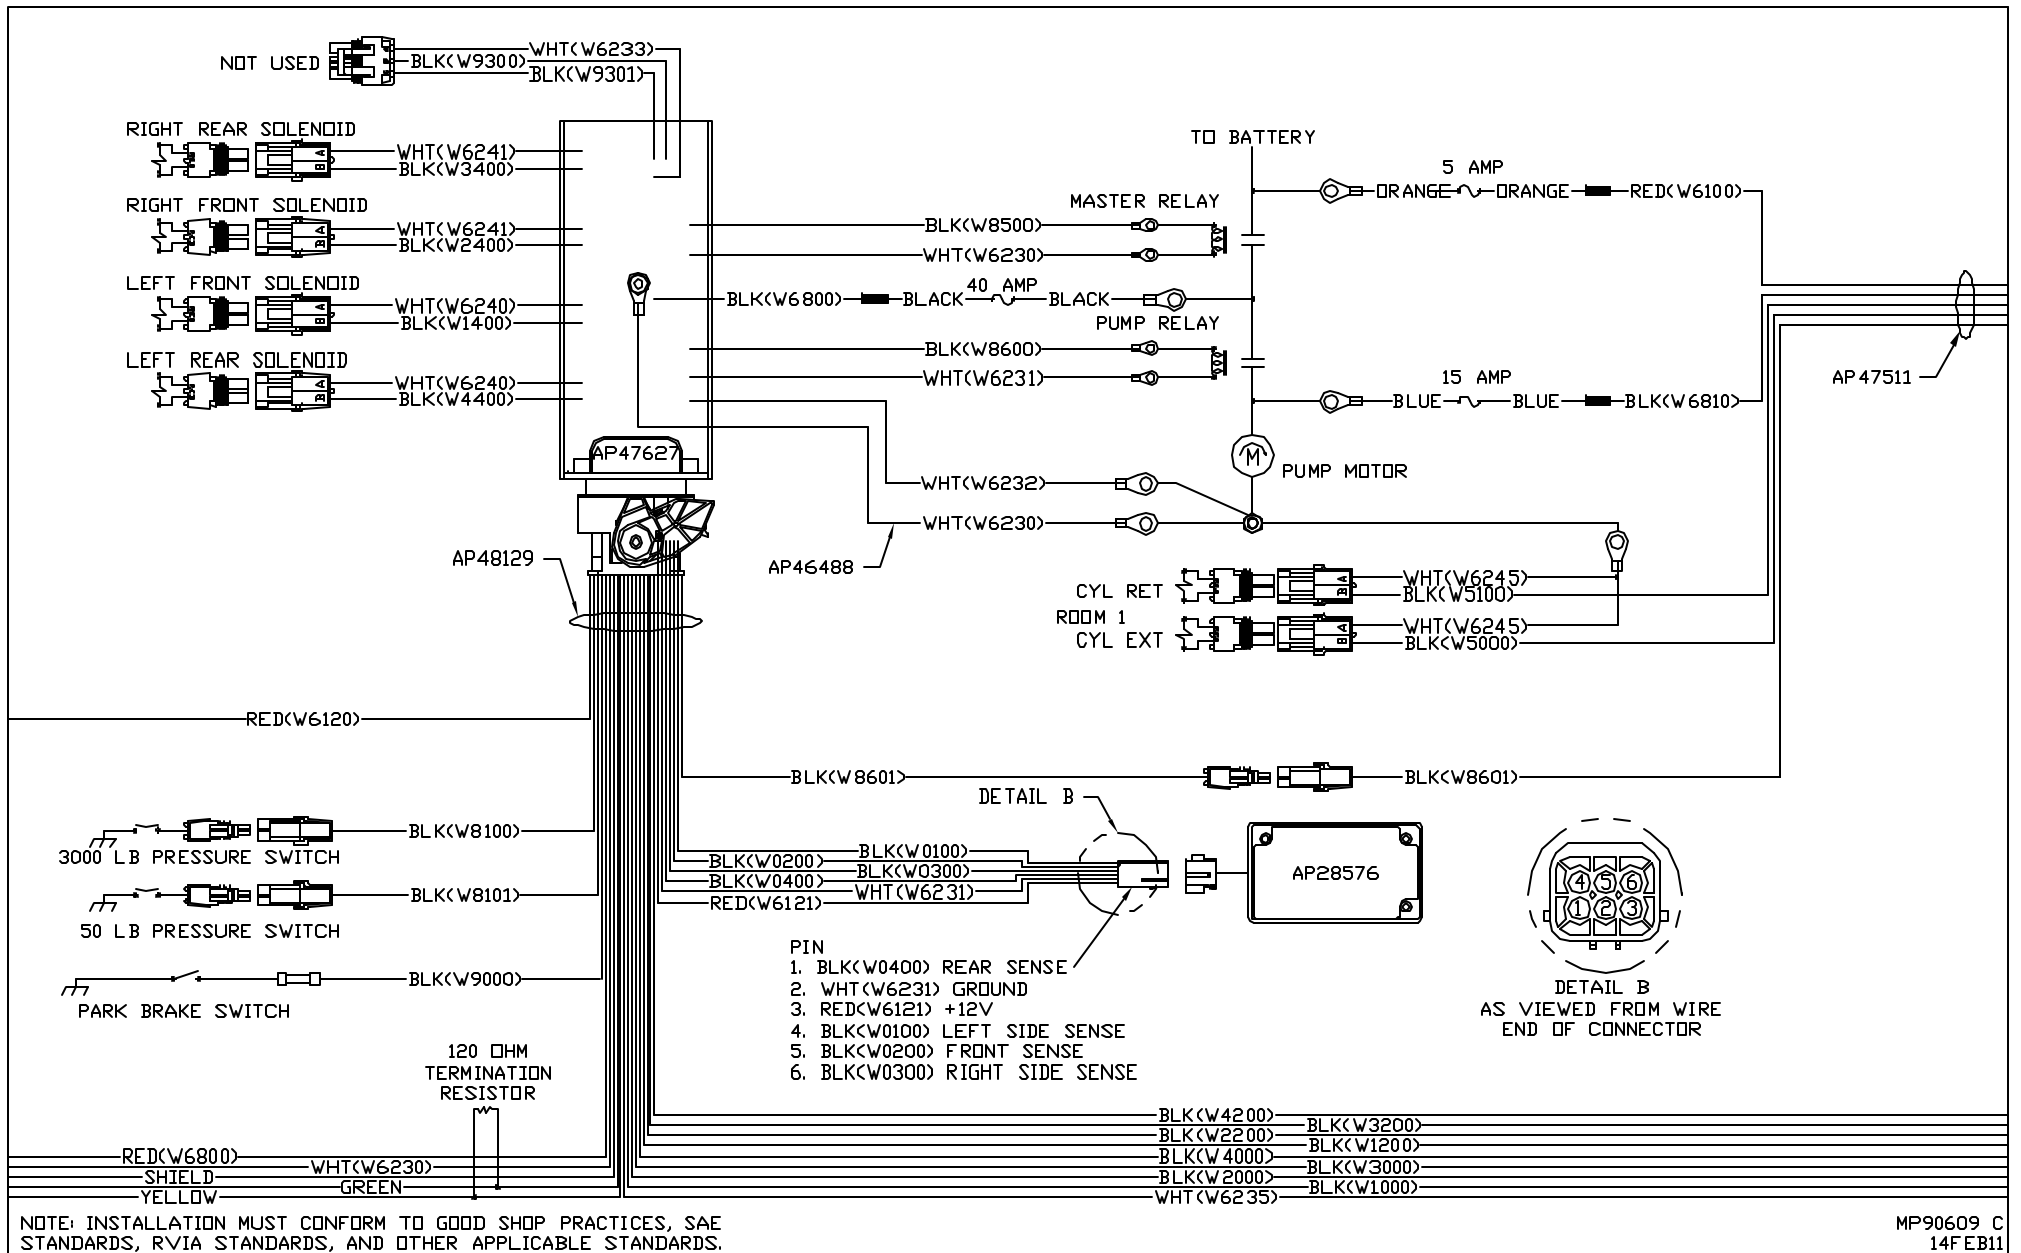 NOT USED
WHT(W6233)
BLK(W9300)
BLK(W9301)
RIGHT REAR SOLENOID
A
B
WHT(W6241)
BLK(W3400)
RIGHT FRONT SOLENOID
A
B
WHT(W6241)
BLK(W2400)
LEFT FRONT SOLENOID
A
B
WHT(W6240)
BLK(W1400)
LEFT REAR SOLENOID
A
B
WHT(W6240)
BLK(W4400)
AP47627
TO BATTERY
5 AMP
ORANGE
ORANGE
RED(W6100)
MASTER RELAY
BLK(W8500)
WHT(W6230)
40 AMP
BLK(W6800)
BLACK
BLACK
PUMP RELAY
BLK(W8600)
WHT(W6231)
15 AMP
BLUE
BLUE
BLK(W6810)
AP47511
M
PUMP MOTOR
WHT(W6232)
WHT(W6230)
AP48129
AP46488
CYL RET
A
B
WHT(W6245)
BLK(W5100)
ROOM 1
CYL EXT
A
B
WHT(W6245)
BLK(W5000)
RED(W6120)
BLK(W8601)
BLK(W8601)
DETAIL B
BLK(W8100)
3000 LB PRESSURE SWITCH
BLK(W0100)
BLK(W0200)
BLK(W0300)
BLK(W0400)
WHT(W6231)
RED(W6121)
AP28576
4 5 6
1 2 3
BLK(W8101)
50 LB PRESSURE SWITCH
BLK(W9000)
PARK BRAKE SWITCH
PIN
1. BLK(W0400) REAR SENSE
2. WHT(W6231) GROUND
3. RED(W6121) +12V
4. BLK(W0100) LEFT SIDE SENSE
5. BLK(W0200) FRONT SENSE
6. BLK(W0300) RIGHT SIDE SENSE
DETAIL B
AS VIEWED FROM WIRE
END OF CONNECTOR
120 OHM
TERMINATION
RESISTOR
BLK(W4200)
BLK(W3200)
BLK(W2200)
BLK(W1200)
BLK(W4000)
BLK(W3000)
BLK(W2000)
BLK(W1000)
WHT(W6235)
RED(W6800)
WHT(W6230)
SHIELD
GREEN
YELLOW
NOTE: INSTALLATION MUST CONFORM TO GOOD SHOP PRACTICES, SAE
STANDARDS, RVIA STANDARDS, AND OTHER APPLICABLE STANDARDS.
MP90609 C
14FEB11